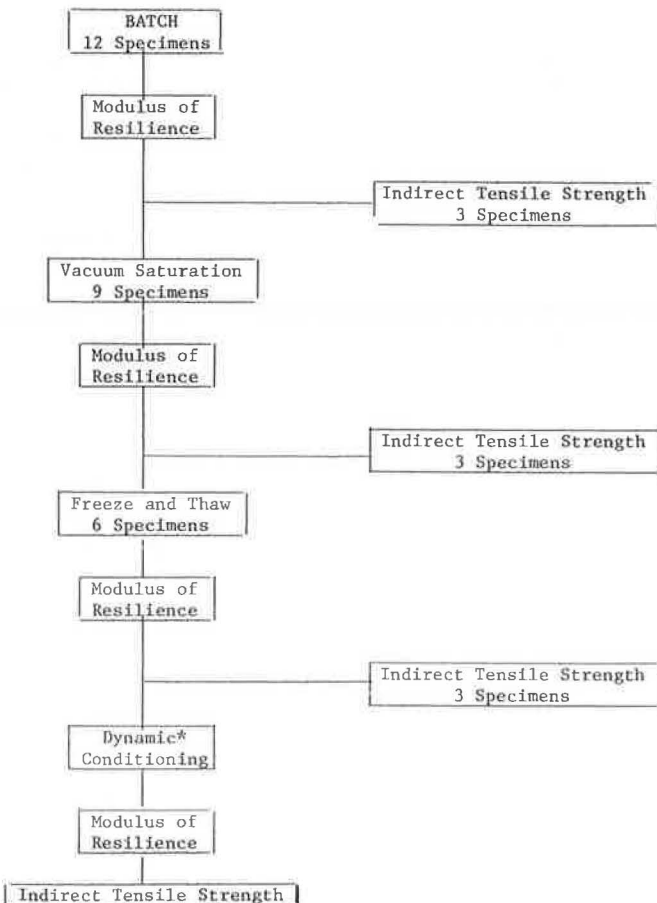 BATCH
12 Specimens
Modulus of
Resilience
Indirect Tensile Strength
3 Specimens
Vacuum Saturation
9 Specimens
Modulus of
Resilience
Indirect Tensile Strength
3 Specimens
Freeze and Thaw
6 Specimens
Modulus of
Resilience
Indirect Tensile Strength
3 Specimens
Dynamic*
Conditioning
Modulus of
Resilience
Indirect Tensile Strength